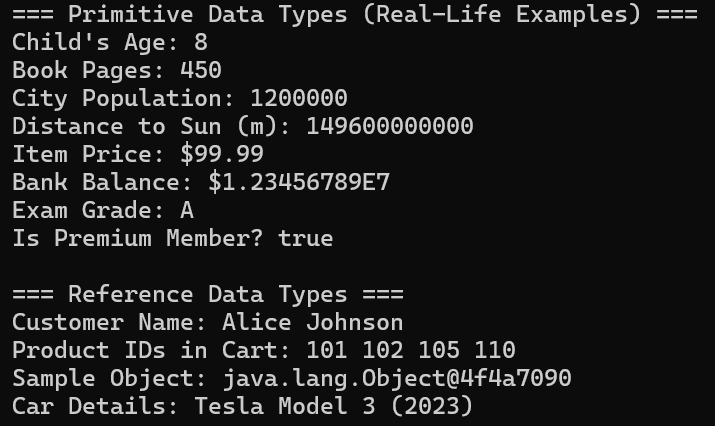 === Primitive Data Types (Real-Life Examples) ===
Child's Age: 8
Book Pages: 450
City Population: 1200000
Distance to Sun (m): 149600000000
Item Price: $99.99
Bank Balance: $1.23456789E7
Exam Grade: A
Is Premium Member? true
=== Reference Data Types ===
Customer Name: Alice Johnson
Product IDs in Cart: 101 102 105 110
Sample Object: java.lang.Object@4f4a7090
Car Details: Tesla Model 3 (2023)